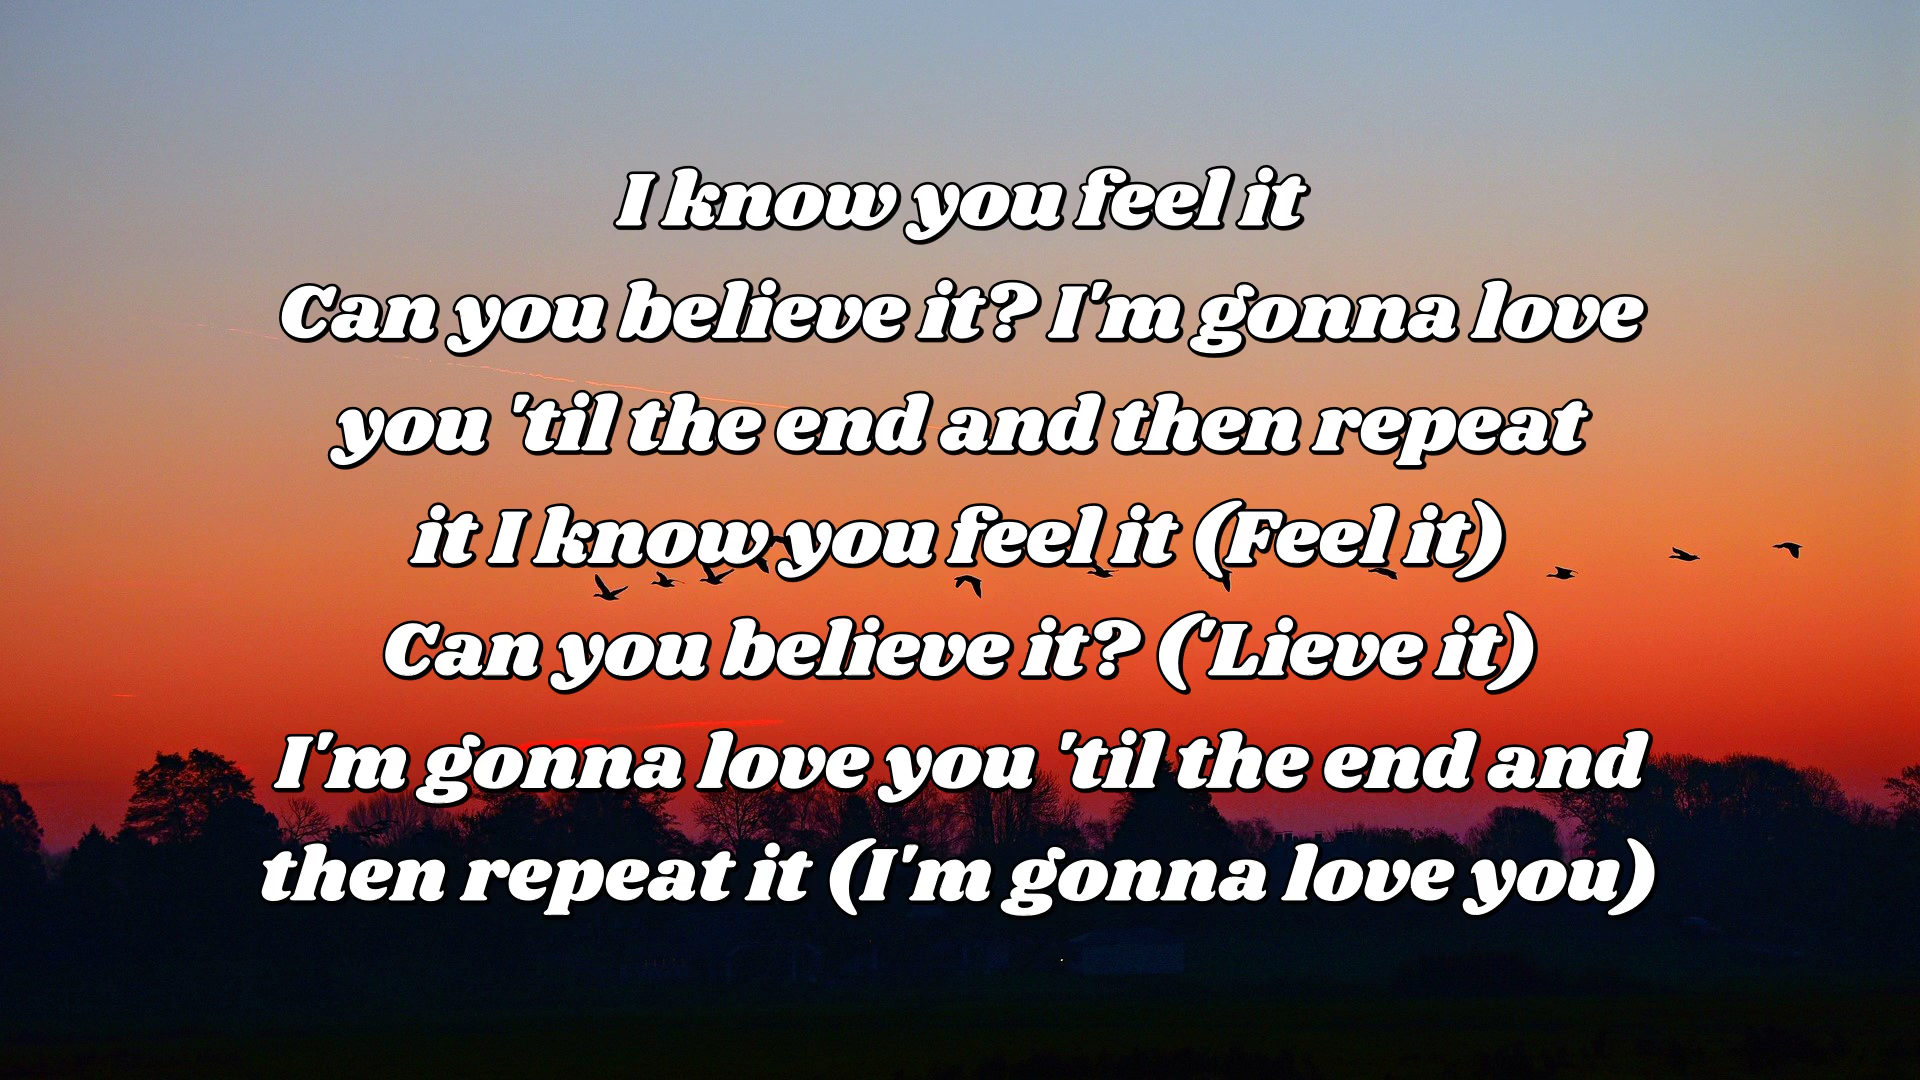 I know you feel it
Can you believe it? I'm gonna love
you 'til the end and then repeat
it I know you feel it (Feel it)
Can you believe it? ('Lieve it)
I'm gonna love you 'til the end and
then repeat it (I'm gonna love you)